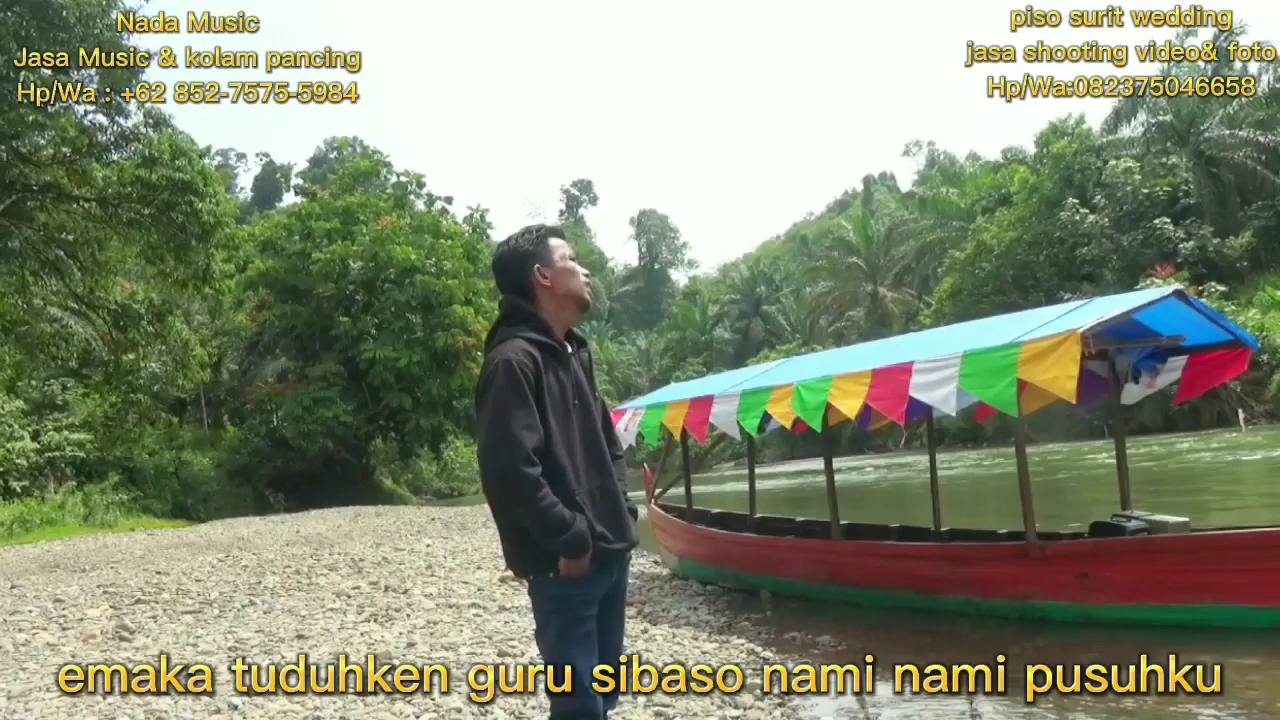 Nada Music
Jasa Music & kolam pancing
Hp/Wa : +62 852-7575-5984
piso surit wedding
jasa shooting video& foto
Hp/Wa:082375046658
emaka tuduhken guru sibaso nami nami pusuhku